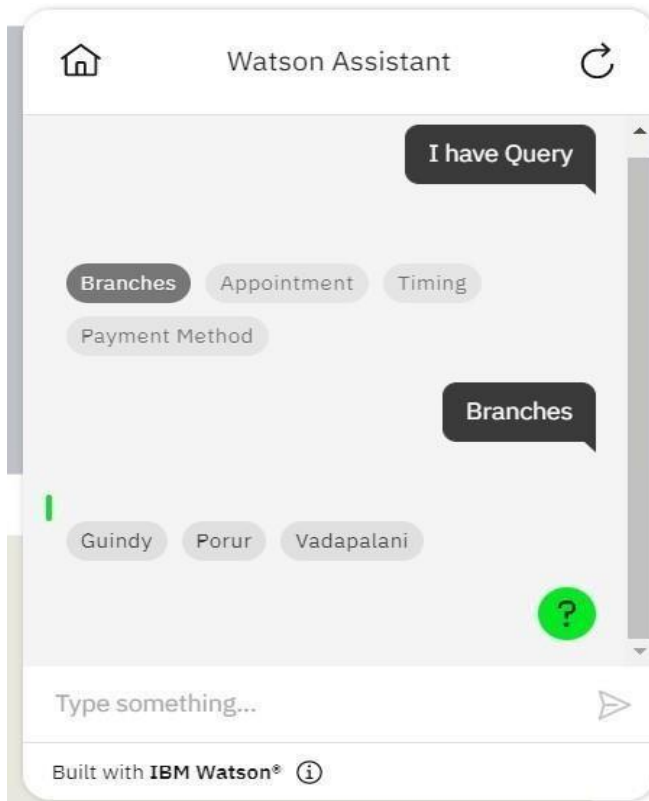 Watson Assistant
I have Query
Branches Appointment Timing
Payment Method
Branches
Guindy Porur Vadapalani
?
Type something...
Built with IBM Watson®